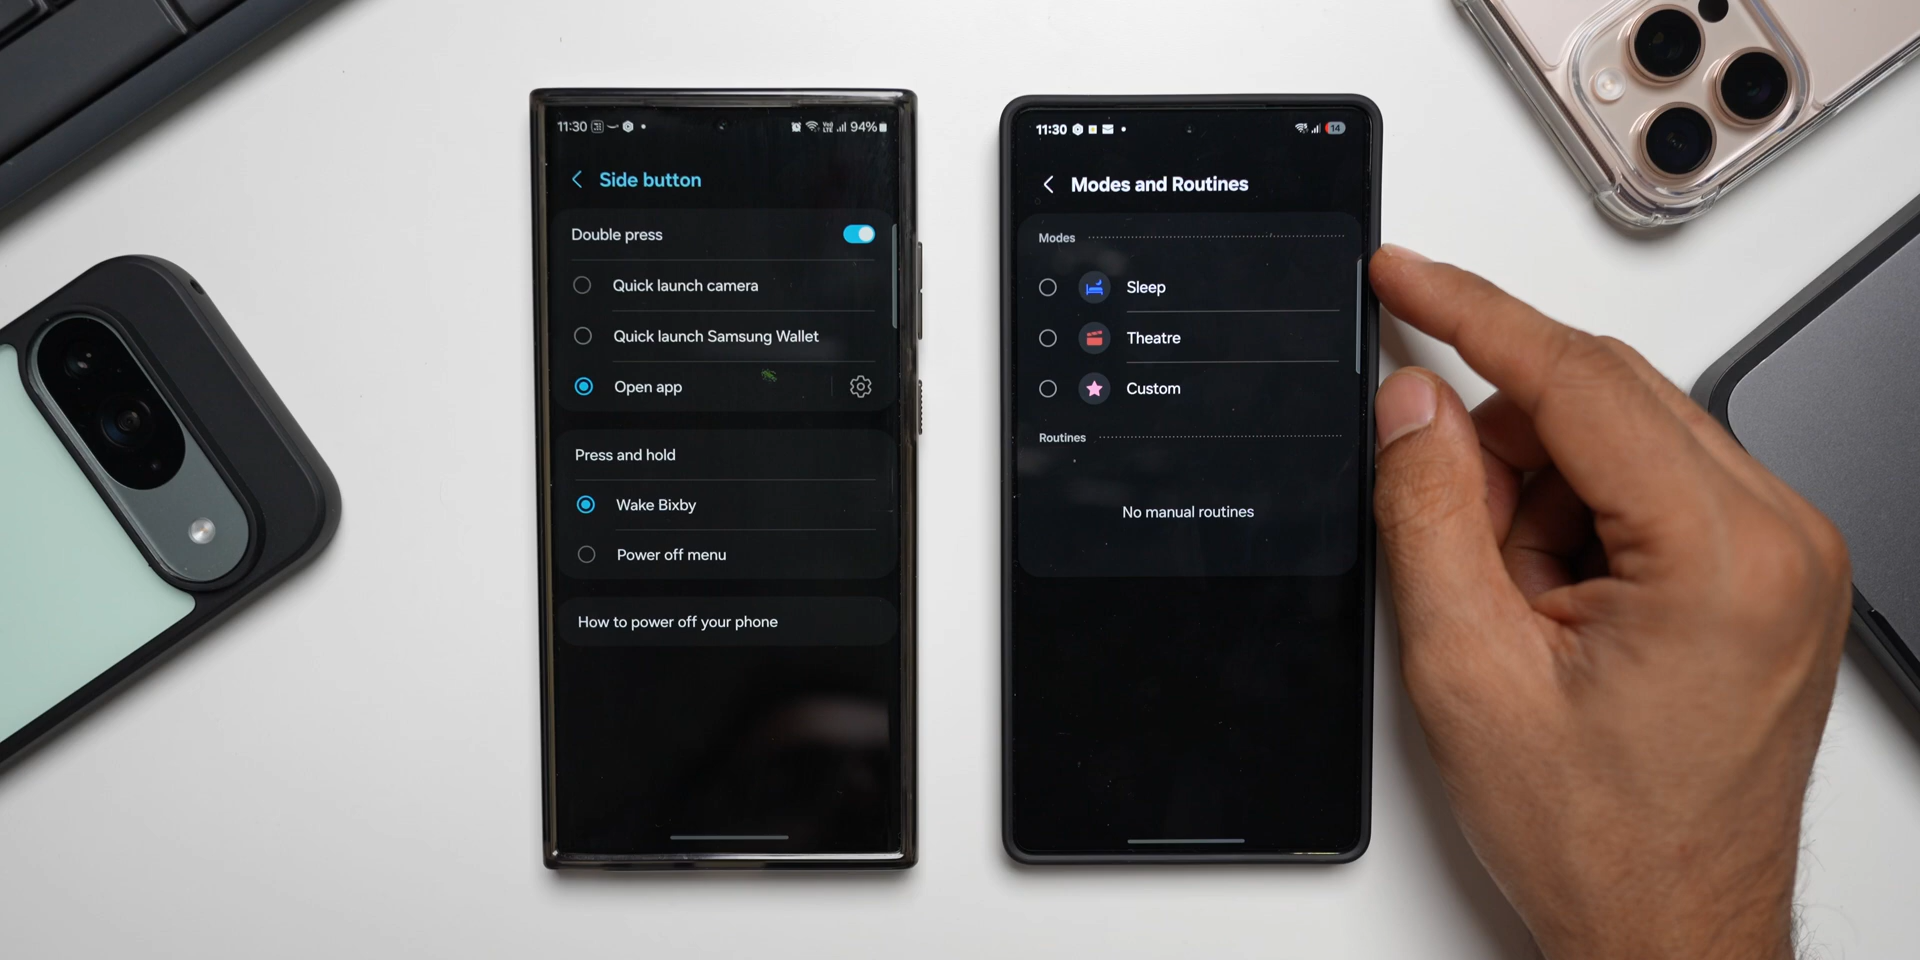 11:30
94%
Side button
Double press
Quick launch camera
Quick launch Samsung Wallet
Open app
Press and hold
Wake Bixby
Power off menu
How to power off your phone
11:30
14
Modes and Routines
Modes
Sleep
Theatre
Custom
Routines
No manual routines